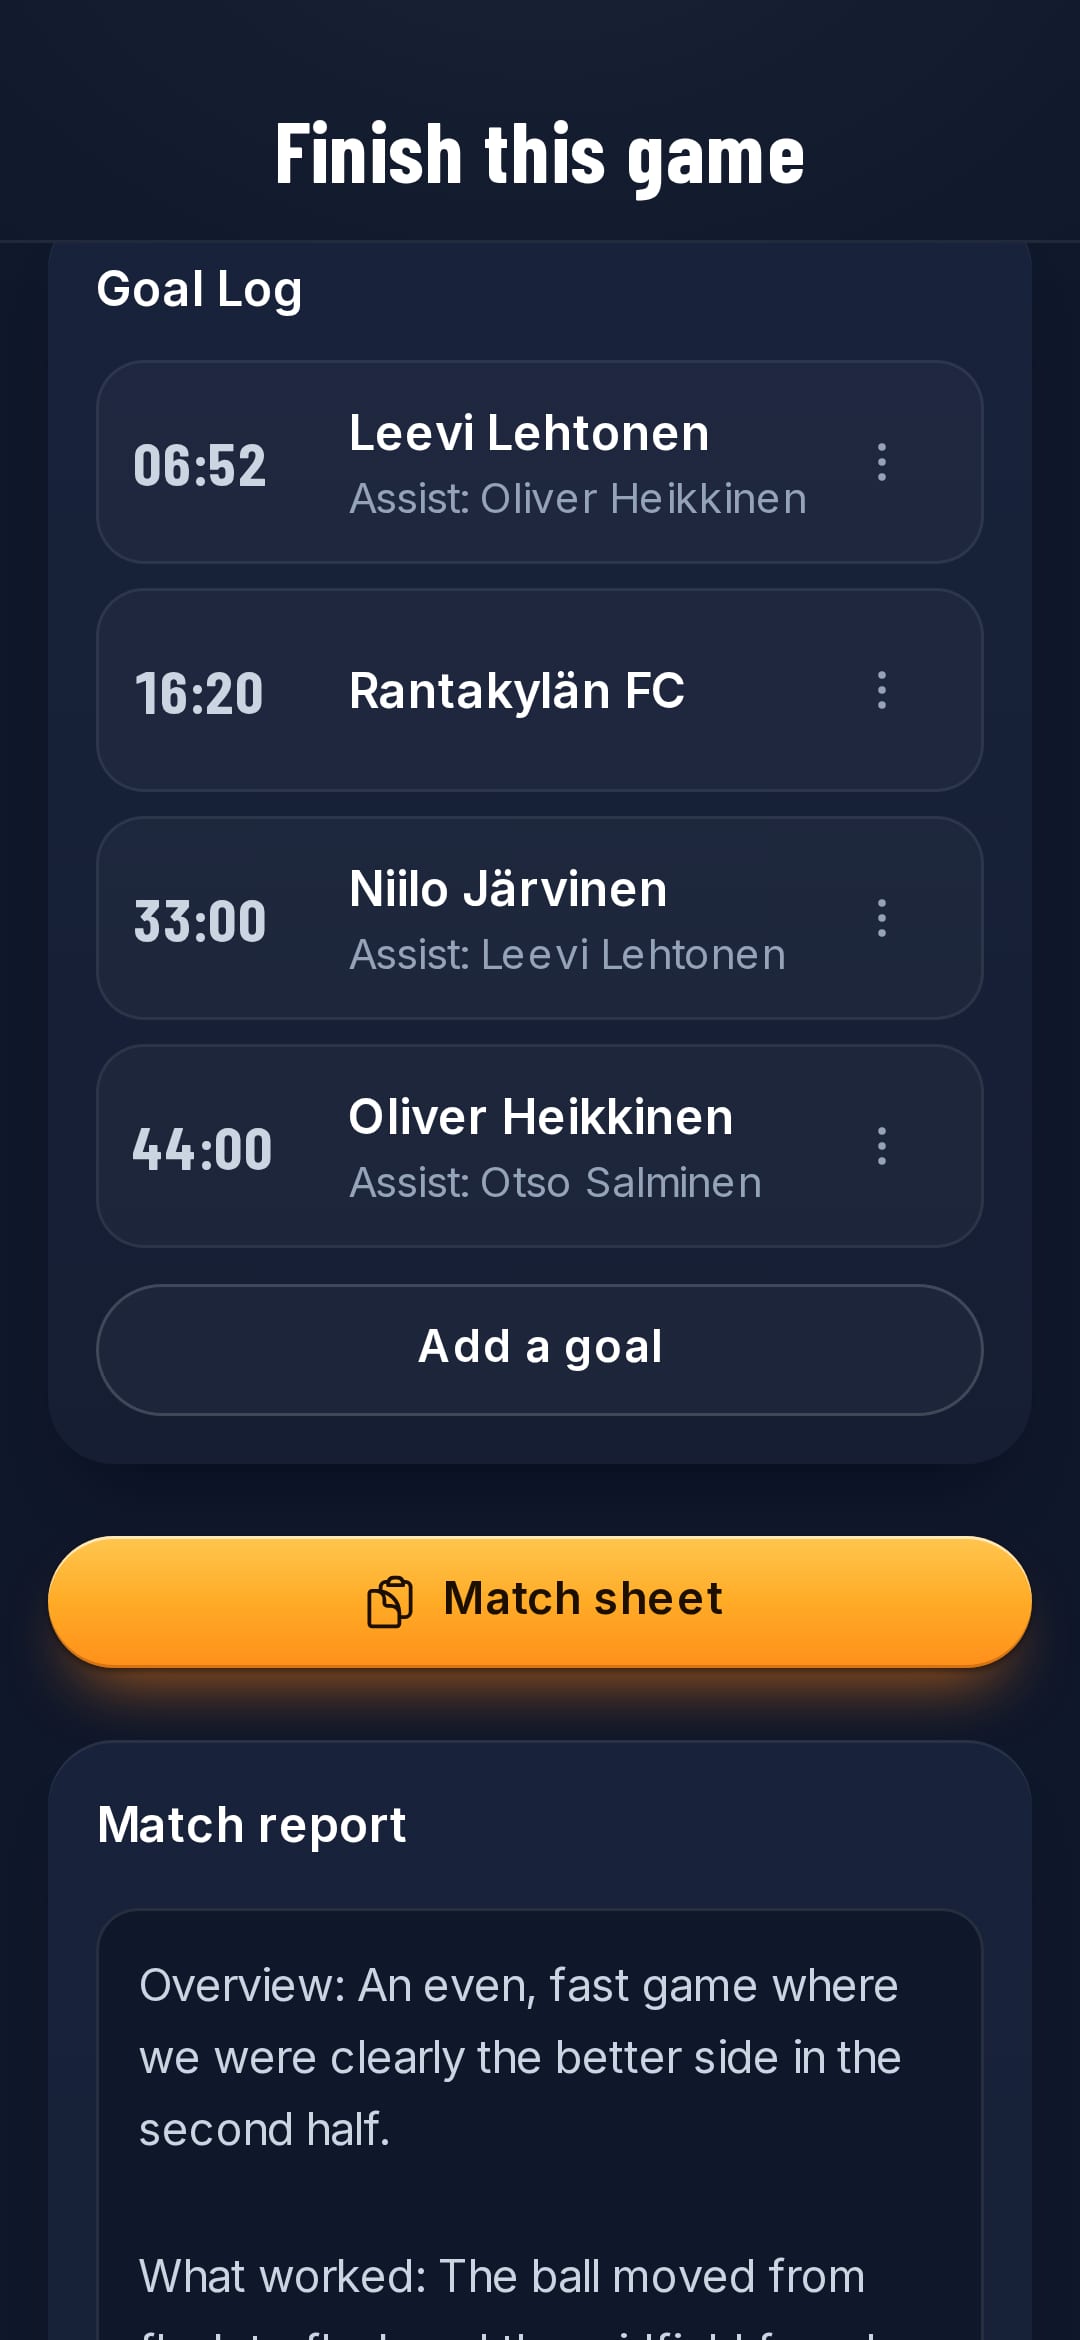 Finish this game
Goal Log
06:52
Leevi Lehtonen
Assist: Oliver Heikkinen
16:20
Rantakylän FC
33:00
Niilo Järvinen
Assist: Leevi Lehtonen
44:00
Oliver Heikkinen
Assist: Otso Salminen
Add a goal
Match sheet
Match report
Overview: An even, fast game where
we were clearly the better side in the
second half.
What worked: The ball moved from